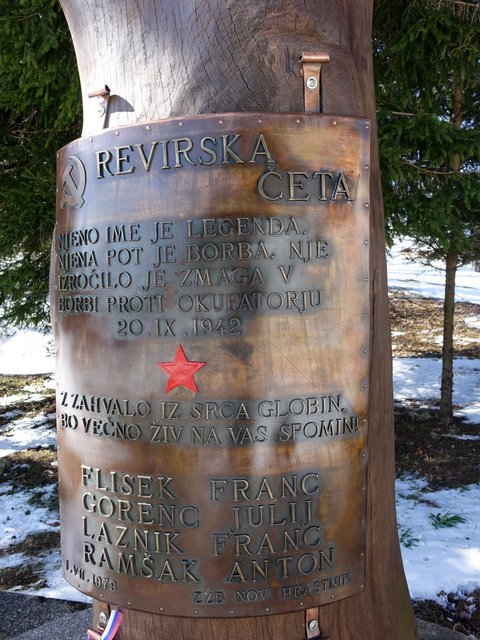 REVIRSKA
ČETA
NJENO IME JE LEGENDA,
NJENA POT JE BORBA, NJE
IZROČILO JE ZMAGA V
BORBI PROTI OKUPATORJU
20.IX.1942
Z ZAHVALO IZ SRCA GLOBIN,
BO VEČNO ŽIV NA VAS SPOMIN!
FLISEK FRANC
GORENC JULIJ
LAZNIK FRANC
RAMŠAK ANTON
1.VII.1979 ZZB NOV HRASTNIK